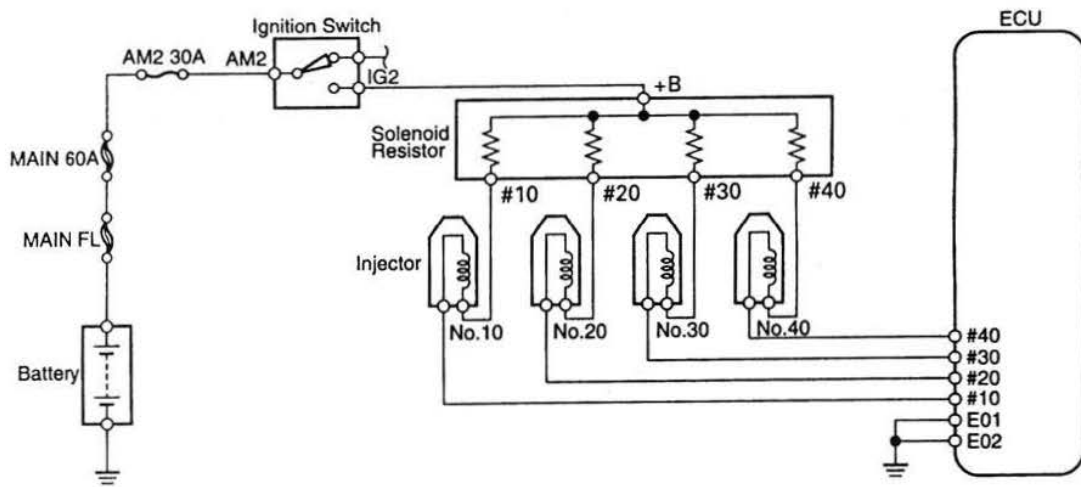 ECU
Ignition Switch
AM2 30A
AM2
IG2
+B
Solenoid
Resistor
MAIN 60A
#10
#20
#30
#40
MAIN FL
Injector
No.10
No.20
No.30
No.40
#40
#30
#20
#10
E01
E02
Battery